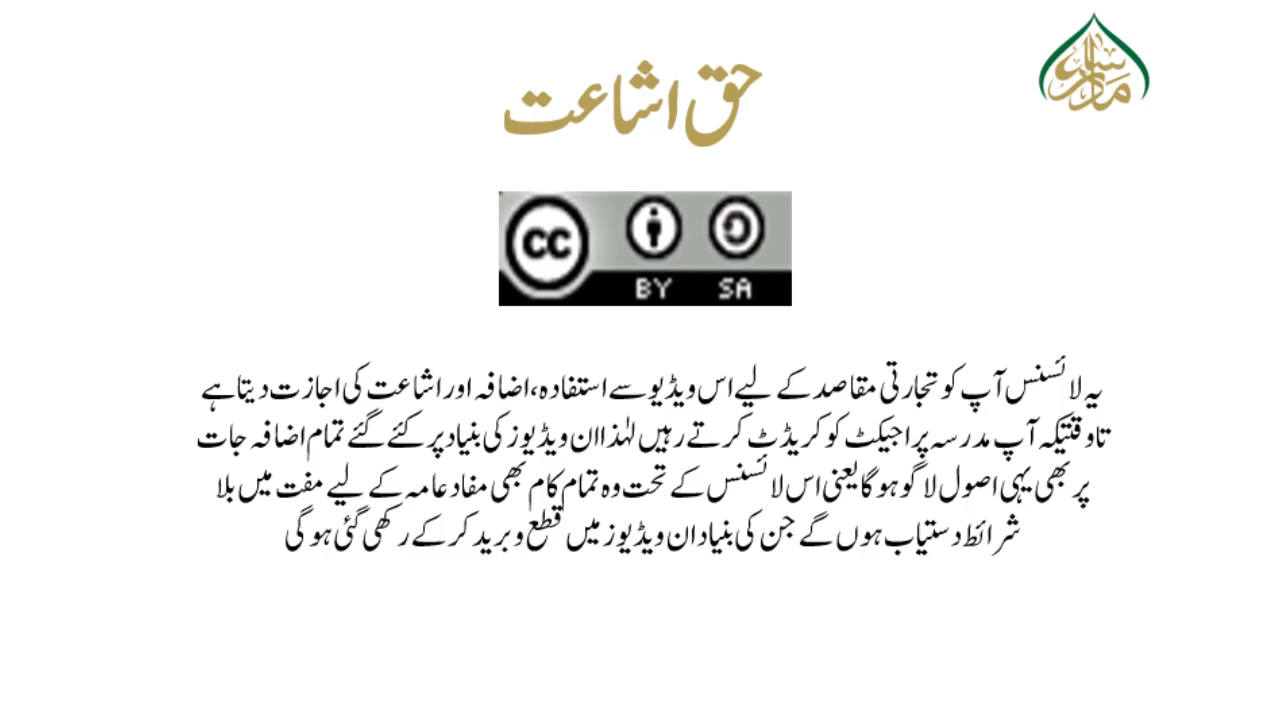 مدرسہ
حق اشاعت
CC BY SA
یہ لائسنس آپ کو تجارتی مقاصد کے لیے اس ویڈیو سے استفادہ، اضافہ اور اشاعت کی اجازت دیتا ہے
تاوقتیکہ آپ مدرسہ پراجیکٹ کو کریڈٹ کرتے رہیں لہٰذا ان ویڈیوز کی بنیاد پر کئے گئے تمام اضافہ جات
پر بھی یہی اصول لاگو ہوگا یعنی اس لائسنس کے تحت وہ تمام کام بھی مفاد عامہ کے لیے مفت میں بلا
شرائط دستیاب ہوں گے جن کی بنیاد ان ویڈیوز میں قطع و برید کر کے رکھی گئی ہو گی